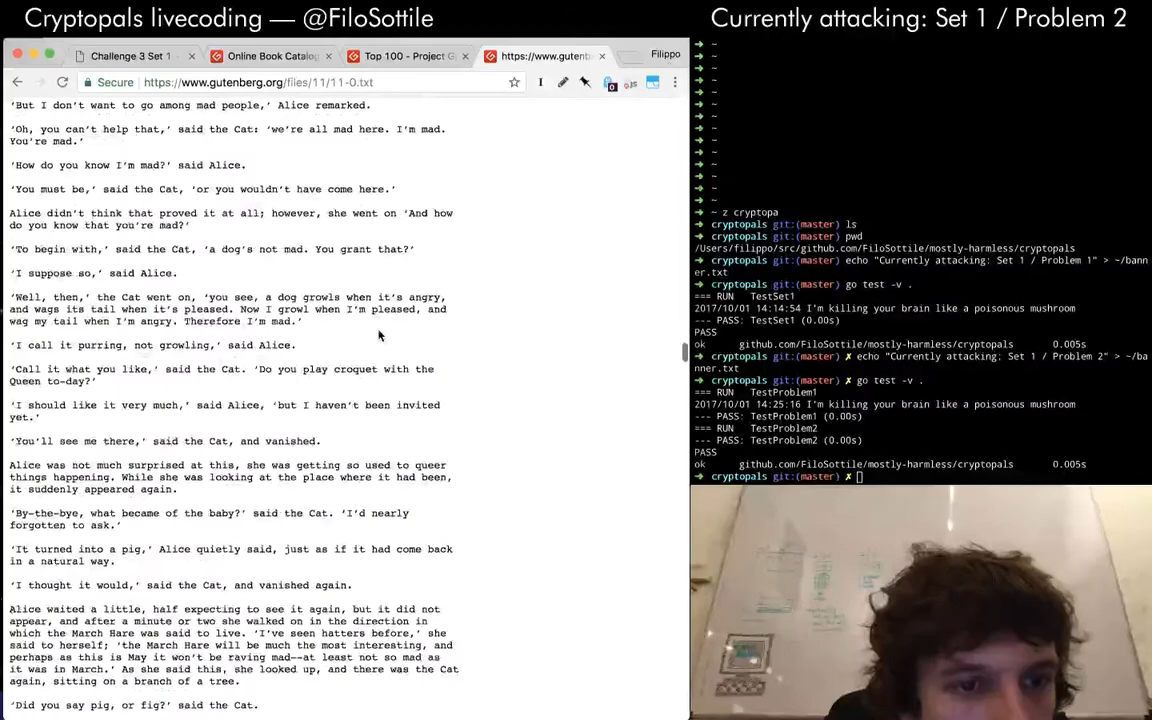 Cryptopals livecoding — @FiloSottile
Currently attacking: Set 1 / Problem 2
Challenge 3 Set 1
Online Book Catalog
Top 100 - Project G
https://www.gutenberg.or
Filippo
Secure
https://www.gutenberg.org/files/11/11-0.txt
‘But I don’t want to go among mad people,’ Alice remarked.
‘Oh, you can’t help that,’ said the Cat: ‘we’re all mad here. I’m mad.
You’re mad.’
‘How do you know I’m mad?’ said Alice.
‘You must be,’ said the Cat, ‘or you wouldn’t have come here.’
Alice didn’t think that proved it at all; however, she went on ‘And how
do you know that you’re mad?’
‘To begin with,’ said the Cat, ‘a dog’s not mad. You grant that?’
‘I suppose so,’ said Alice.
‘Well, then,’ the Cat went on, ‘you see, a dog growls when it’s angry,
and wags its tail when it’s pleased. Now I growl when I’m pleased, and
wag my tail when I’m angry. Therefore I’m mad.’
‘I call it purring, not growling,’ said Alice.
‘Call it what you like,’ said the Cat. ‘Do you play croquet with the
Queen to-day?’
‘I should like it very much,’ said Alice, ‘but I haven’t been invited
yet.’
‘You’ll see me there,’ said the Cat, and vanished.
Alice was not much surprised at this, she was getting so used to queer
things happening. While she was looking at the place where it had been,
it suddenly appeared again.
‘By-the-bye, what became of the baby?’ said the Cat. ‘I’d nearly
forgotten to ask.’
‘It turned into a pig,’ Alice quietly said, just as if it had come back
in a natural way.
‘I thought it would,’ said the Cat, and vanished again.
Alice waited a little, half expecting to see it again, but it did not
appear, and after a minute or two she walked on in the direction in
which the March Hare was said to live. ‘I’ve seen hatters before,’ she
said to herself; ‘the March Hare will be much the most interesting, and
perhaps as this is May it won’t be raving mad--at least not so mad as
it was in March.’ As she said this, she looked up, and there was the Cat
again, sitting on a branch of a tree.
‘Did you say pig, or fig?’ said the Cat.
➜ ~
➜ ~
➜ ~
➜ ~
➜ ~
➜ ~
➜ ~
➜ ~
➜ ~
➜ ~
➜ ~
➜ ~
➜ ~
➜ ~
➜ ~ z cryptopa
➜ cryptopals git:(master) ls
➜ cryptopals git:(master) pwd
/Users/filippo/src/github.com/FiloSottile/mostly-harmless/cryptopals
➜ cryptopals git:(master) echo "Currently attacking: Set 1 / Problem 1" > ~/bann
er.txt
➜ cryptopals git:(master) go test -v .
=== RUN TestSet1
2017/10/01 14:14:54 I'm killing your brain like a poisonous mushroom
--- PASS: TestSet1 (0.00s)
PASS
ok github.com/FiloSottile/mostly-harmless/cryptopals 0.005s
➜ cryptopals git:(master) ✗ echo "Currently attacking: Set 1 / Problem 2" > ~/ba
nner.txt
➜ cryptopals git:(master) ✗ go test -v .
=== RUN TestProblem1
2017/10/01 14:25:16 I'm killing your brain like a poisonous mushroom
--- PASS: TestProblem1 (0.00s)
=== RUN TestProblem2
--- PASS: TestProblem2 (0.00s)
PASS
ok github.com/FiloSottile/mostly-harmless/cryptopals 0.005s
➜ cryptopals git:(master) ✗